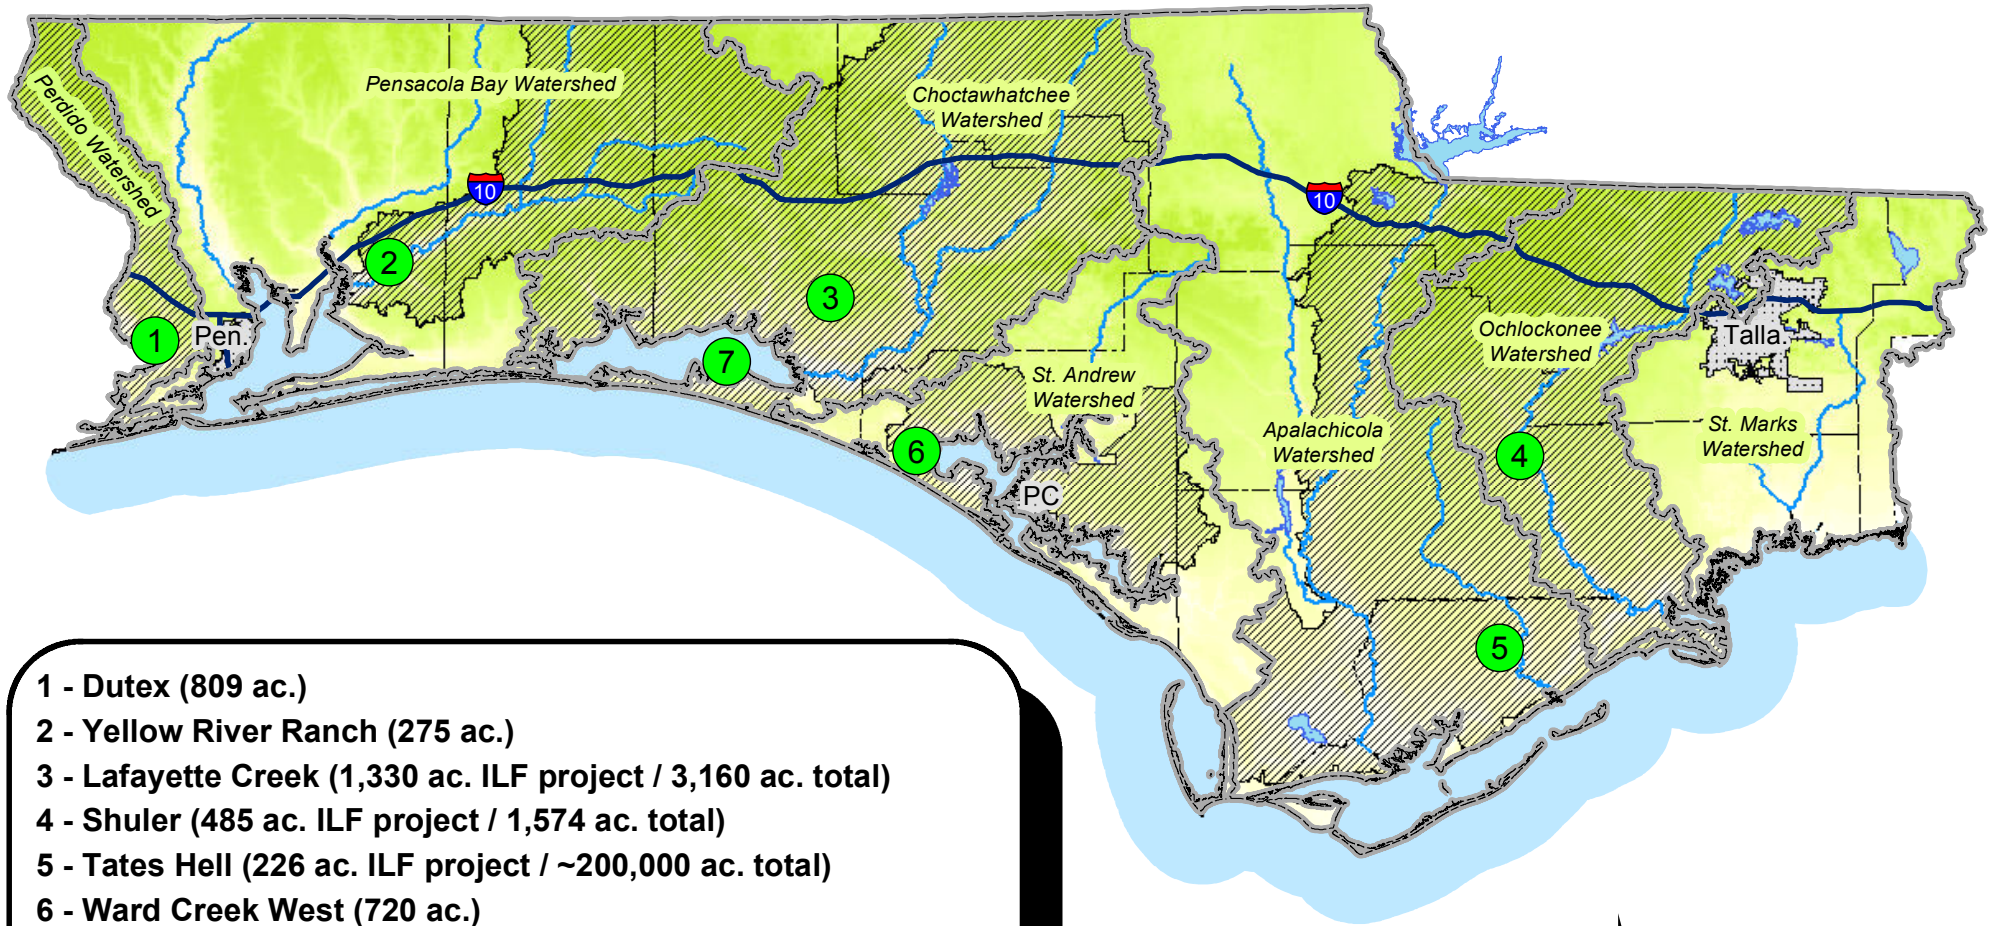 Perdido Watershed
Pensacola Bay Watershed
Choctawhatchee
Watershed
10
10
1
Pen.
2
3
7
6
PC
St. Andrew
Watershed
Apalachicola
Watershed
Ochlockonee
Watershed
4
5
Talla.
St. Marks
Watershed
1 - Dutex (809 ac.)
2 - Yellow River Ranch (275 ac.)
3 - Lafayette Creek (1,330 ac. ILF project / 3,160 ac. total)
4 - Shuler (485 ac. ILF project / 1,574 ac. total)
5 - Tates Hell (226 ac. ILF project / ~200,000 ac. total)
6 - Ward Creek West (720 ac.)